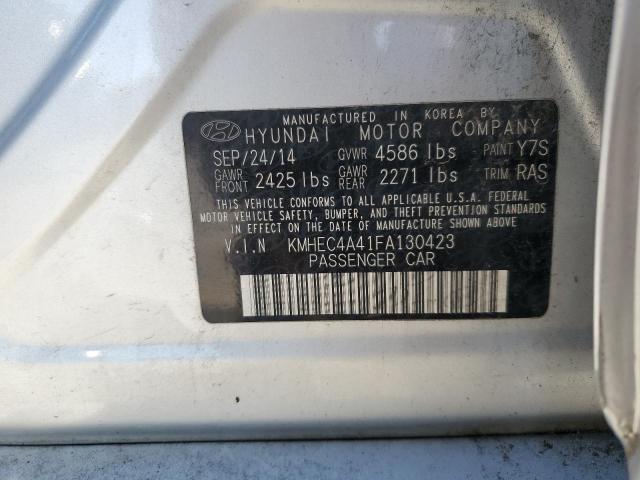 MANUFACTURED IN KOREA BY
HYUNDAI MOTOR COMPANY
SEP/24/14 GVWR 4586 lbs PAINT Y7S
GAWR FRONT 2425 lbs GAWR REAR 2271 lbs TRIM RAS
THIS VEHICLE CONFORMS TO ALL APPLICABLE U.S.A. FEDERAL
MOTOR VEHICLE SAFETY, BUMPER, AND THEFT PREVENTION STANDARDS
IN EFFECT ON THE DATE OF MANUFACTURE SHOWN ABOVE.
V.I.N KMHEC4A41FA130423
PASSENGER CAR